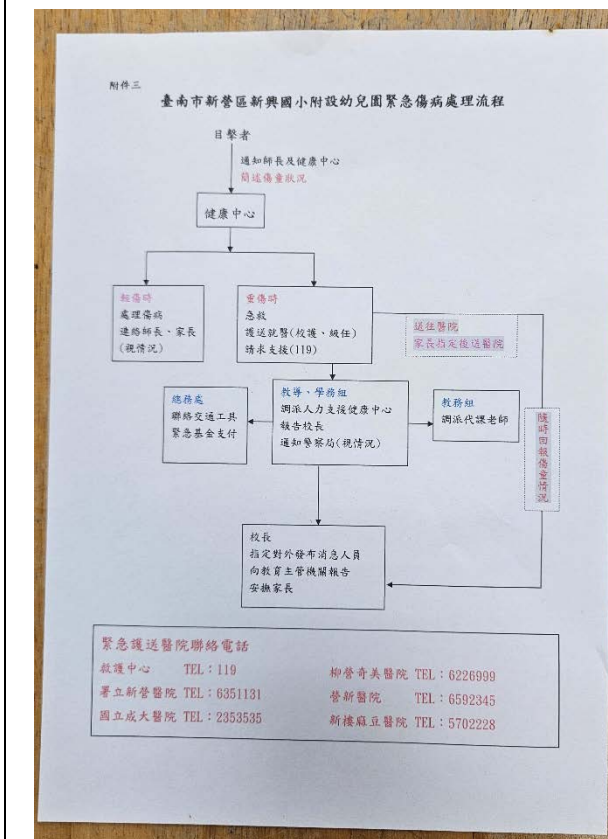 附件三
臺南市新營區新興國小附設幼兒園緊急傷病處理流程
目擊者
通知師長及健康中心
簡述傷童狀況
健康中心
輕傷時
處理傷病
連絡師長、家長
(視情況)
重傷時
急救
護送就醫(校護、級任)
請求支援(119)
送往醫院
家長指定後送醫院
總務處
聯絡交通工具
緊急基金支付
教導、學務組
調派人力支援健康中心
報告校長
通知警察局(視情況)
教務組
調派代課老師
隨時回報傷童情況
校長
指定對外發布消息人員
向教育主管機關報告
安撫家長
緊急護送醫院聯絡電話
救護中心 TEL：119
柳營奇美醫院 TEL：6226999
署立新營醫院 TEL：6351131
營新醫院 TEL：6592345
國立成大醫院 TEL：2353535
新樓麻豆醫院 TEL：5702228